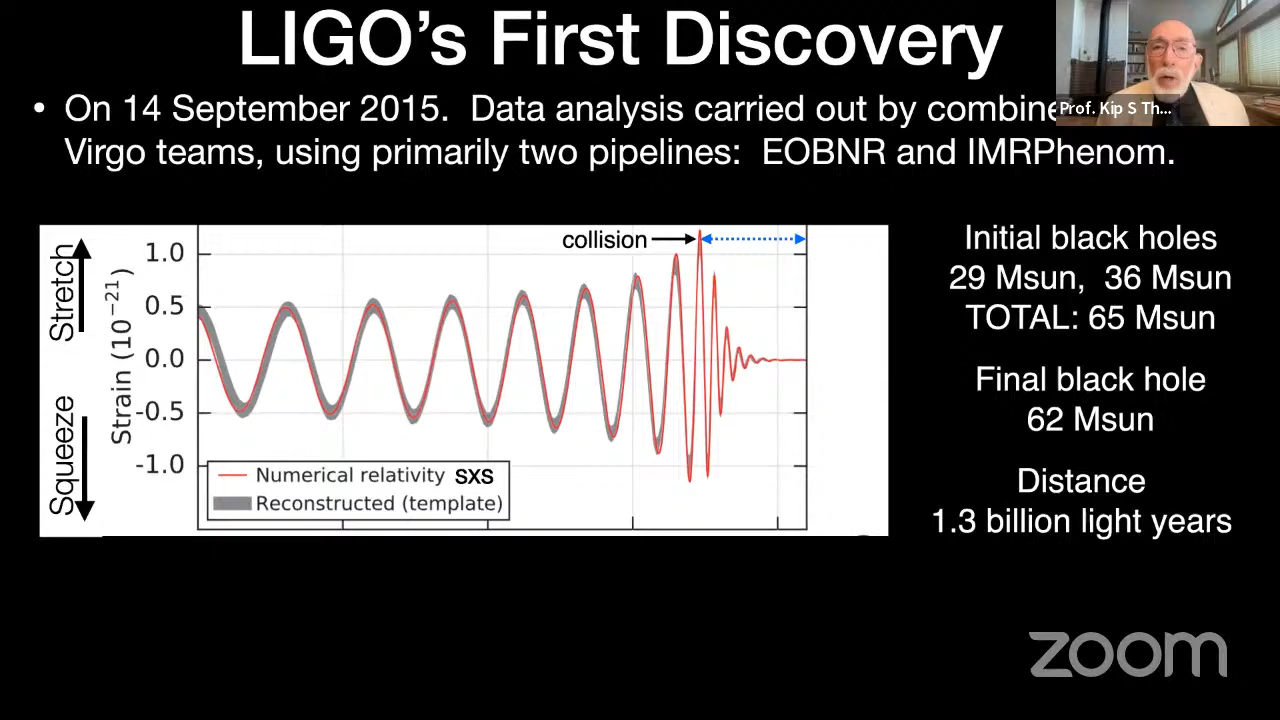 LIGO’s First Discovery
• On 14 September 2015.  Data analysis carried out by combine
Prof. Kip S Th...
Virgo teams, using primarily two pipelines:  EOBNR and IMRPhenom.
Stretch
Squeeze
Strain (10⁻²¹)
1.0
0.5
0.0
-0.5
-1.0
collision
Numerical relativity SXS
Reconstructed (template)
Initial black holes
29 Msun,  36 Msun
TOTAL: 65 Msun
Final black hole
62 Msun
Distance
1.3 billion light years
zoom